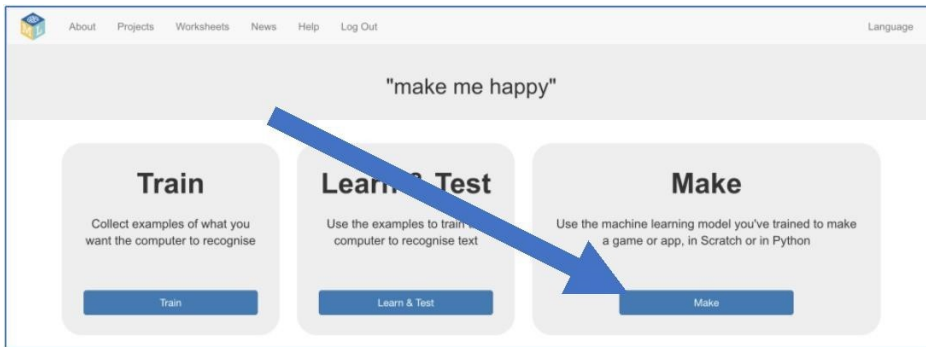 About Projects Worksheets News Help Log Out Language
"make me happy"
Train
Collect examples of what you
want the computer to recognise
Train
Learn & Test
Use the examples to train
computer to recognise text
Learn & Test
Make
Use the machine learning model you've trained to make
a game or app, in Scratch or in Python
Make